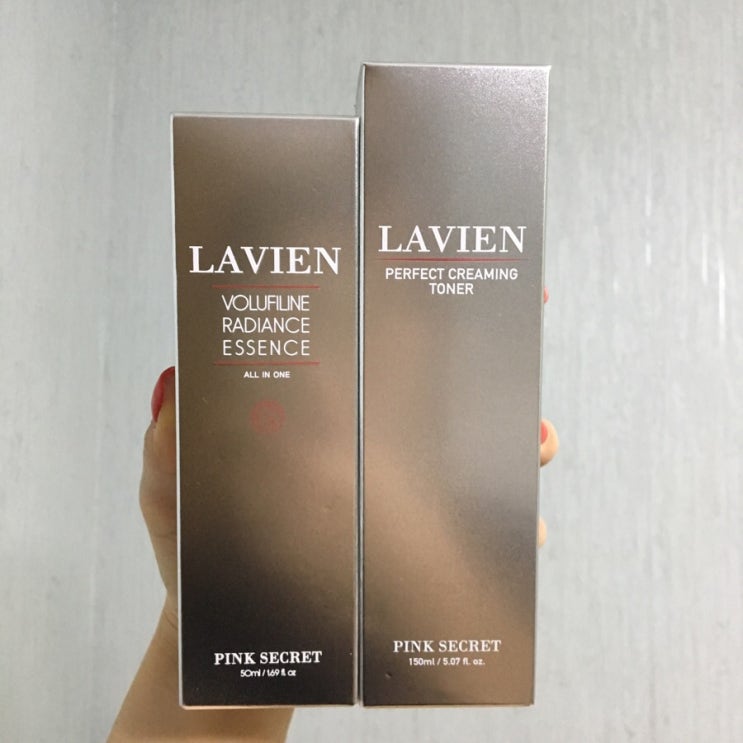 LAVIEN
VOLUFILINE
RADIANCE
ESSENCE
ALL IN ONE
PINK SECRET
50ml / 1.69 fl. oz
LAVIEN
PERFECT CREAMING
TONER
PINK SECRET
150ml / 5.07 fl. oz.